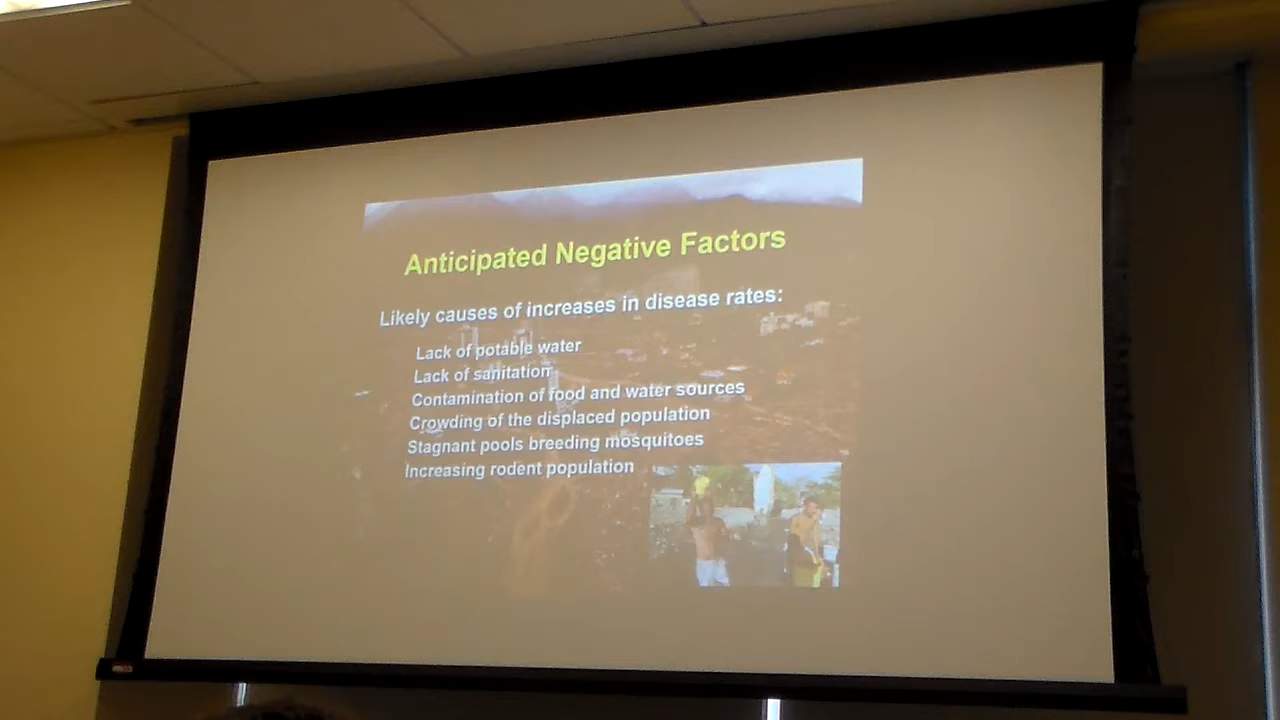 Anticipated Negative Factors
Likely causes of increases in disease rates:
Lack of potable water
Lack of sanitation
Contamination of food and water sources
Crowding of the displaced population
Stagnant pools breeding mosquitoes
Increasing rodent population